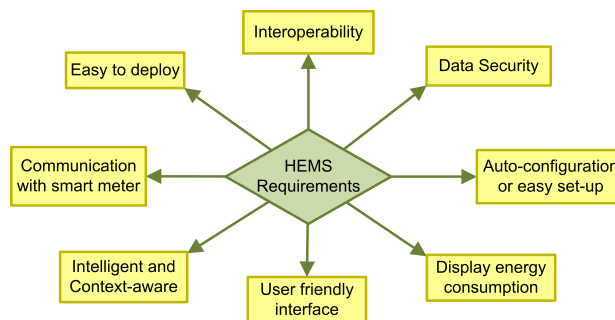 Interoperability
Easy to deploy
Data Security
HEMS
Requirements
Communication
with smart meter
Auto-configuration
or easy set-up
Intelligent and
Context-aware
User friendly
interface
Display energy
consumption